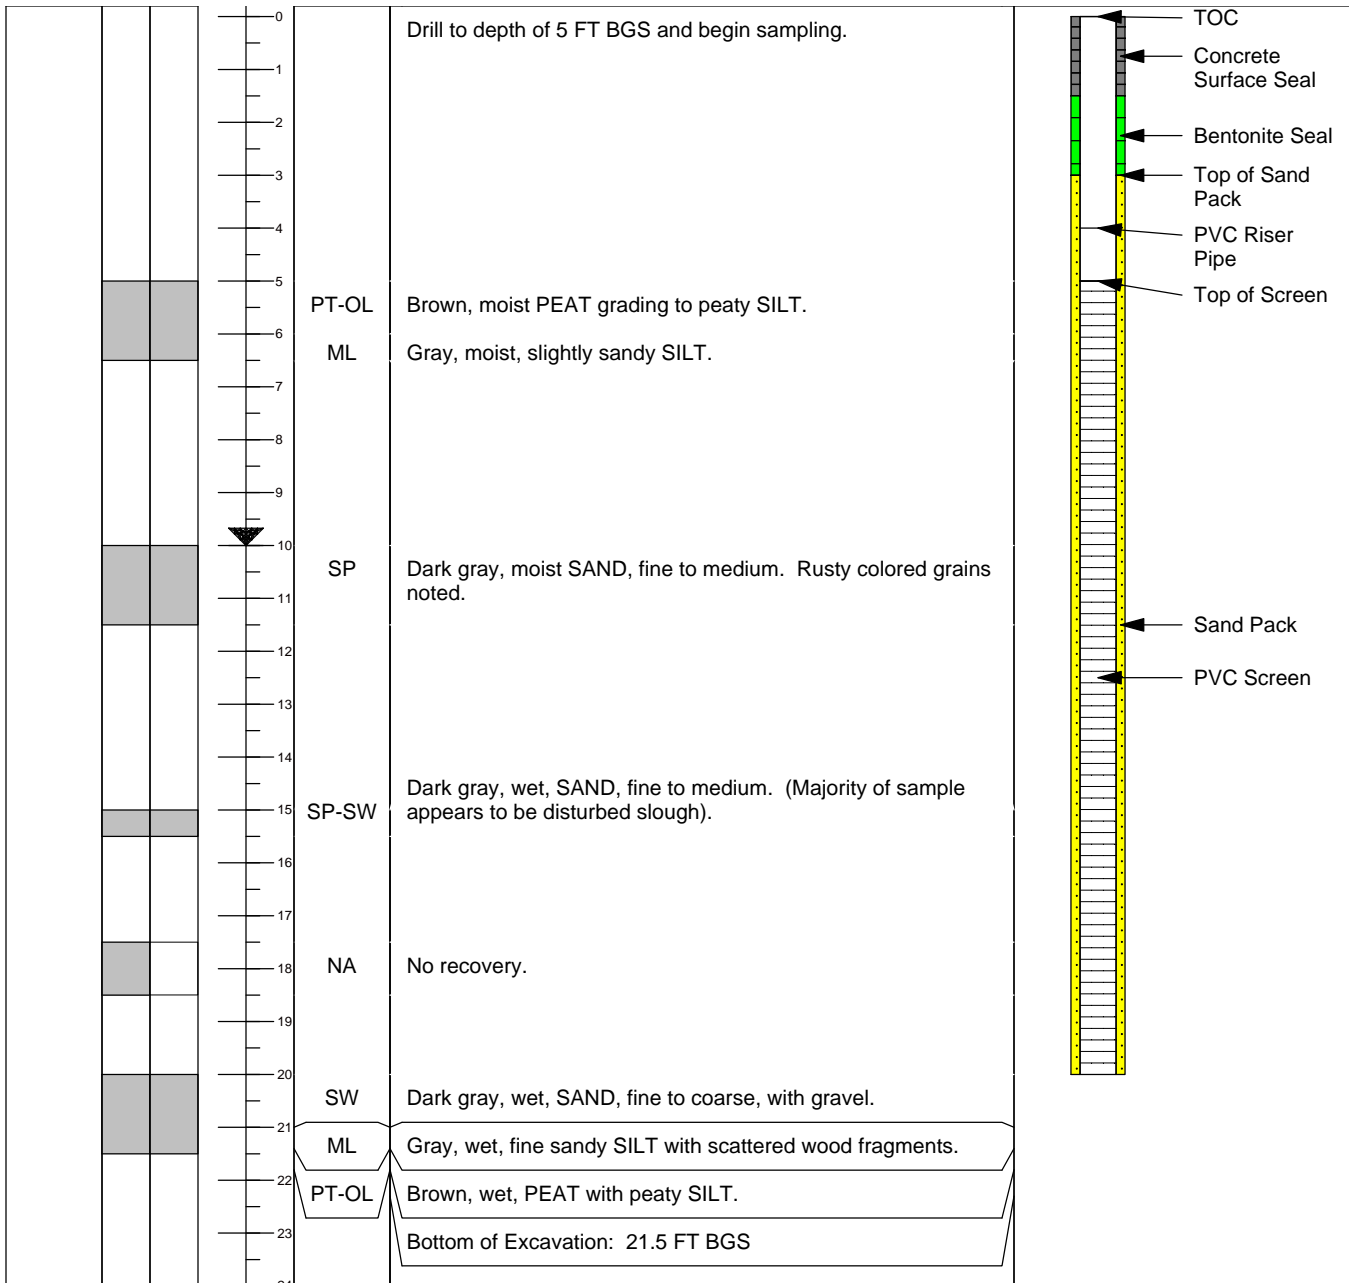 0
Drill to depth of 5 FT BGS and begin sampling.
TOC
1
Concrete
Surface Seal
2
Bentonite Seal
3
Top of Sand
Pack
4
PVC Riser
Pipe
5
Top of Screen
PT-OL
Brown, moist PEAT grading to peaty SILT.
6
ML
Gray, moist, slightly sandy SILT.
7
8
9
10
SP
Dark gray, moist SAND, fine to medium. Rusty colored grains
noted.
11
Sand Pack
12
PVC Screen
13
14
Dark gray, wet, SAND, fine to medium. (Majority of sample
15
SP-SW
appears to be disturbed slough).
16
17
18
NA
No recovery.
19
20
SW
Dark gray, wet, SAND, fine to coarse, with gravel.
21
ML
Gray, wet, fine sandy SILT with scattered wood fragments.
22
PT-OL
Brown, wet, PEAT with peaty SILT.
23
Bottom of Excavation: 21.5 FT BGS